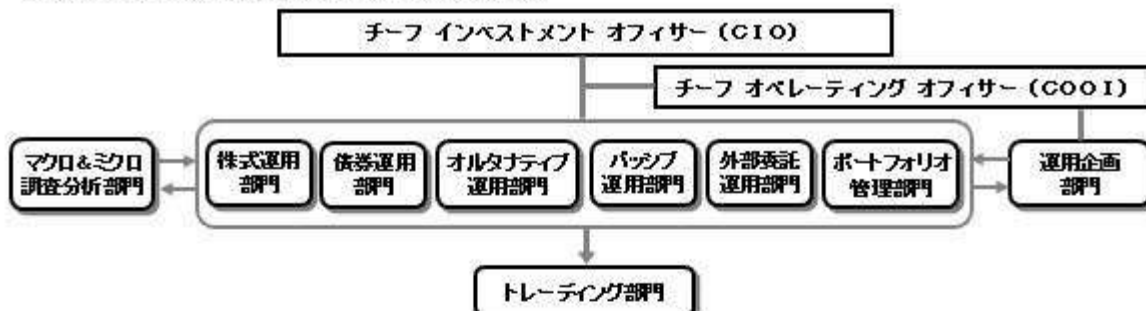 チーフ インベストメント オフィサー (CIO)
チーフ オペレーティング オフィサー (COOI)
マクロ&ミクロ
調査分析部門
株式運用
部門
債券運用
部門
オルタナティブ
運用部門
パッシブ
運用部門
外部委託
運用部門
ポートフォリオ
管理部門
運用企画
部門
トレーディング部門